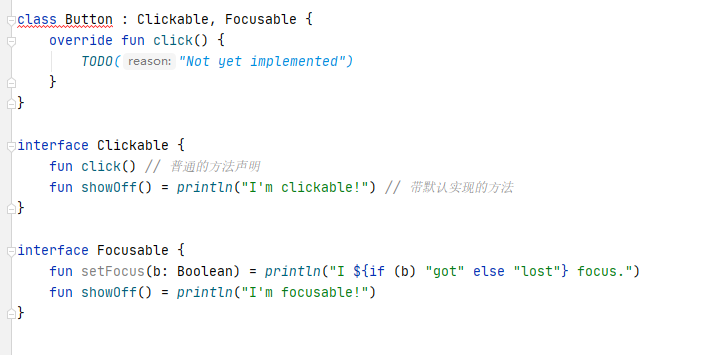 class Button : Clickable, Focusable {
    override fun click() {
        TODO( reason: "Not yet implemented")
    }
}

interface Clickable {
    fun click() // 普通的方法声明
    fun showOff() = println("I'm clickable!") // 带默认实现的方法
}

interface Focusable {
    fun setFocus(b: Boolean) = println("I ${if (b) "got" else "lost"} focus.")
    fun showOff() = println("I'm focusable!")
}